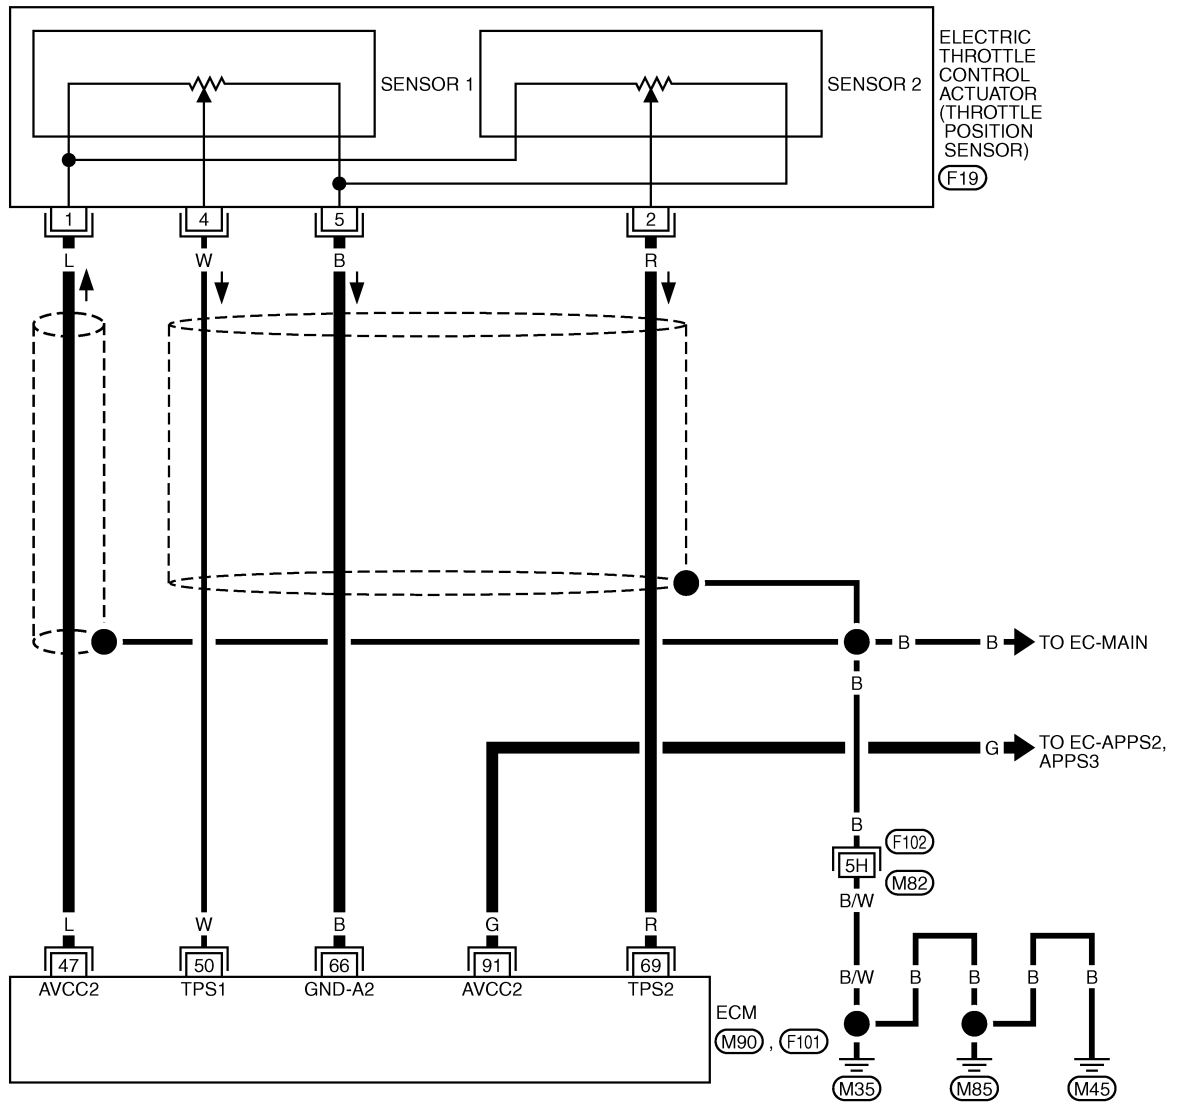 ELECTRIC
THROTTLE
CONTROL
ACTUATOR
(THROTTLE
POSITION
SENSOR)
F19
SENSOR 1
SENSOR 2
1
4
5
2
L
W
B
R
B
B
TO EC-MAIN
B
G
TO EC-APPS2,
APPS3
B
F102
5H
M82
B/W
L
W
B
G
R
47
50
66
91
69
B/W
B
B
B
B
AVCC2
TPS1
GND-A2
AVCC2
TPS2
ECM
M90 , F101
M35
M85
M45